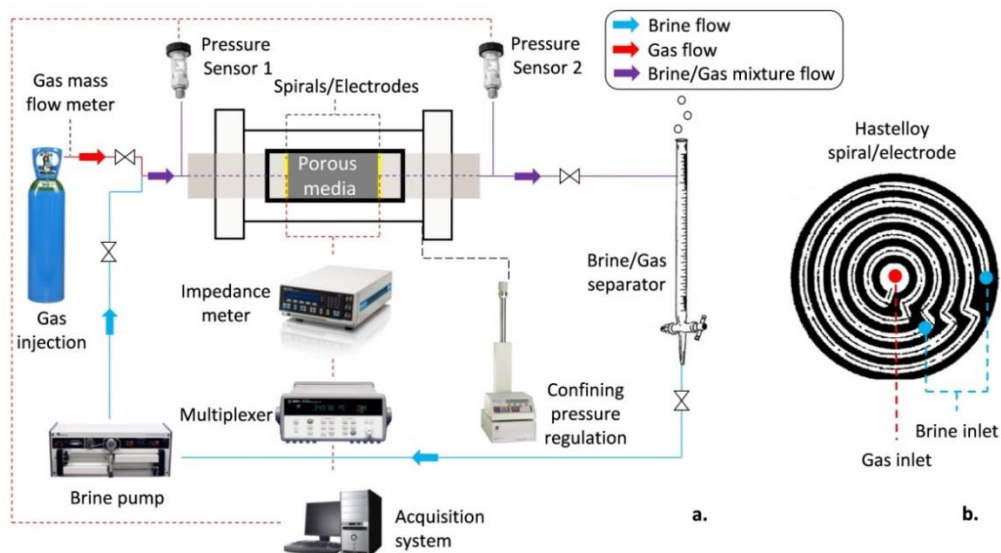 Brine flow
Gas flow
Brine/Gas mixture flow
Pressure
Sensor 1
Pressure
Sensor 2
Gas mass
flow meter
Spirals/Electrodes
Porous
media
Hastelloy
spiral/electrode
Brine/Gas
separator
Impedance
meter
Gas
injection
Multiplexer
Confining
pressure
regulation
Brine pump
Brine inlet
Gas inlet
Acquisition
system
a.
b.